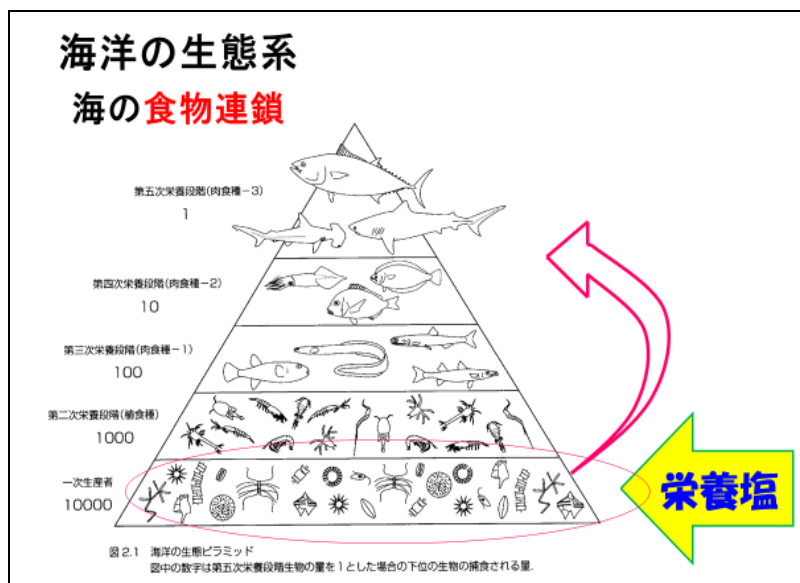 海洋の生態系
海の食物連鎖
第五次栄養段階(肉食種－3)
1
第四次栄養段階(肉食種－2)
10
第三次栄養段階(肉食種－1)
100
第二次栄養段階(植食種)
1000
一次生産者
10000
栄養塩
図2.1 海洋の生態ピラミッド
図中の数字は第五次栄養段階生物の量を1とした場合の下位の生物の捕食される量.